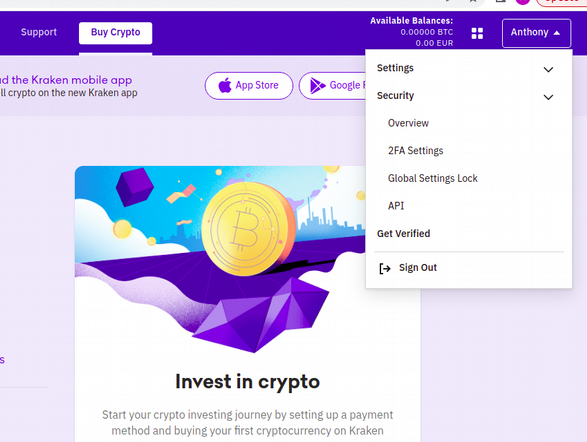 Support
Buy Crypto
Available Balances:
0.00000 BTC
0.00 EUR
Anthony
the Kraken mobile app
crypto on the new Kraken app
App Store
Google
Settings
Security
Overview
2FA Settings
Global Settings Lock
API
Get Verified
Sign Out
Invest in crypto
Start your crypto investing journey by setting up a payment
method and buying your first cryptocurrency on Kraken